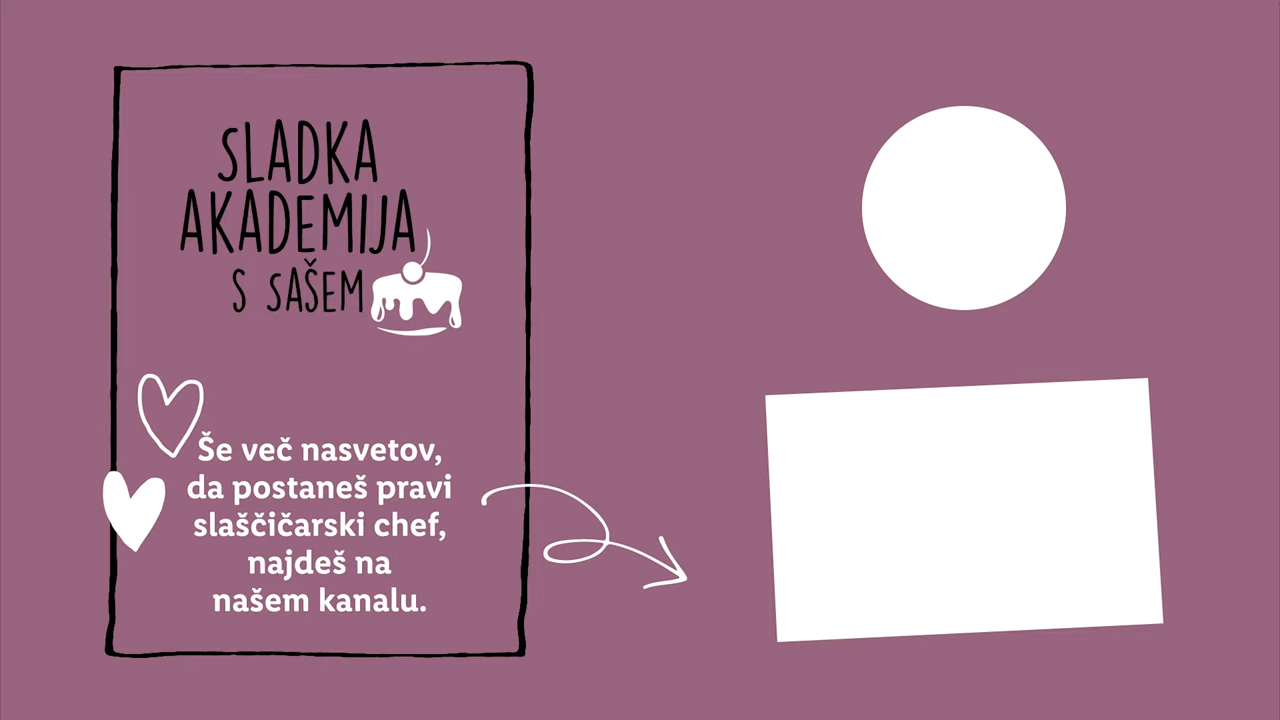 SLADKA
AKADEMIJA
S SAŠEM
Še več nasvetov,
da postaneš pravi
slaščičarski chef,
najdeš na
našem kanalu.